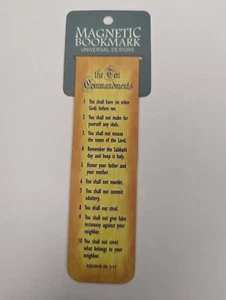 MAGNETIC
BOOKMARK
UNIVERSAL DESIGNS
the Ten
Commandments
1 You shall have no other
Gods before me.
2 You shall not make for
yourself any idols.
3 You shall not misuse
the name of the Lord.
4 Remember the Sabbath
day and keep it holy.
5 Honor your father and
your mother.
6 You shall not murder.
7 You shall not commit
adultery.
8 You shall not steal.
9 You shall not give false
testimony against your
neighbor.
10 You shall not covet
what belongs to your
neighbor.
EXODUS 20: 3-17